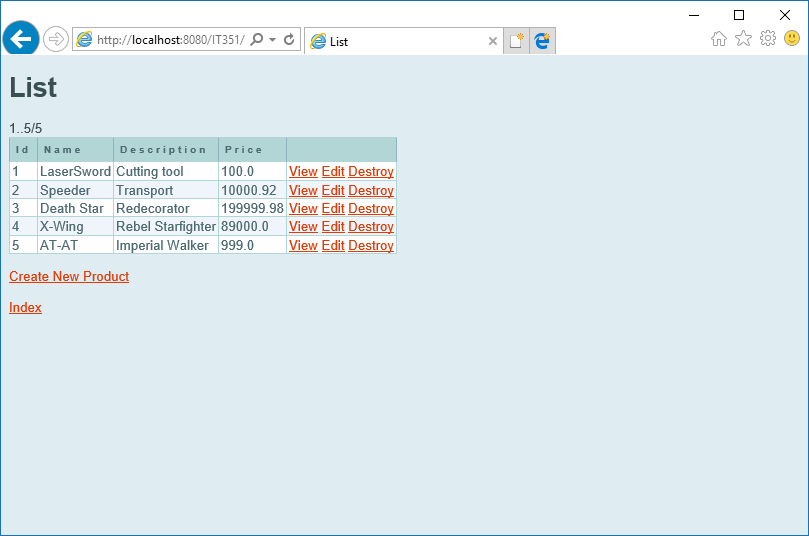 http://localhost:8080/IT351/
List
List
1..5/5
Id Name Description Price
1 LaserSword Cutting tool 100.0 View Edit Destroy
2 Speeder Transport 10000.92 View Edit Destroy
3 Death Star Redecorator 199999.98 View Edit Destroy
4 X-Wing Rebel Starfighter 89000.0 View Edit Destroy
5 AT-AT Imperial Walker 999.0 View Edit Destroy
Create New Product
Index